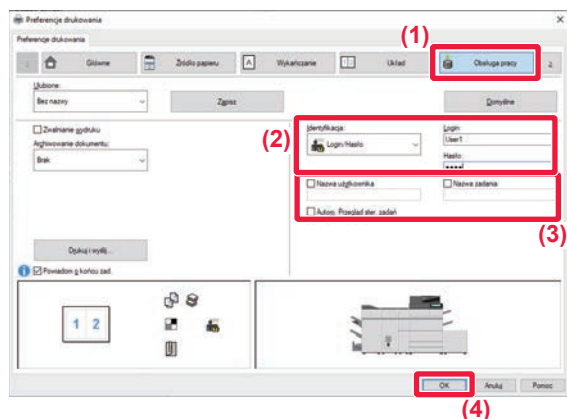 Preferencje drukowania
Preferencje drukowania
(1)
Główne Źródło papieru Wykańczanie Układ Obsługa pracy
Ulubione:
Bez nazwy Zapisz Domyślne
Zwalnianie wydruku
Archiwowanie dokumentu:
Brak
(2)
Identyfikacja: Login:
Login/Hasło User1
Hasło:
••••
Nazwa użytkownika Nazwa zadania
Autom. Przegląd ster. zadań
(3)
Drukuj i wyślij...
Powiadom o końcu zad.
1 2
OK Anuluj Pomoc
(4)